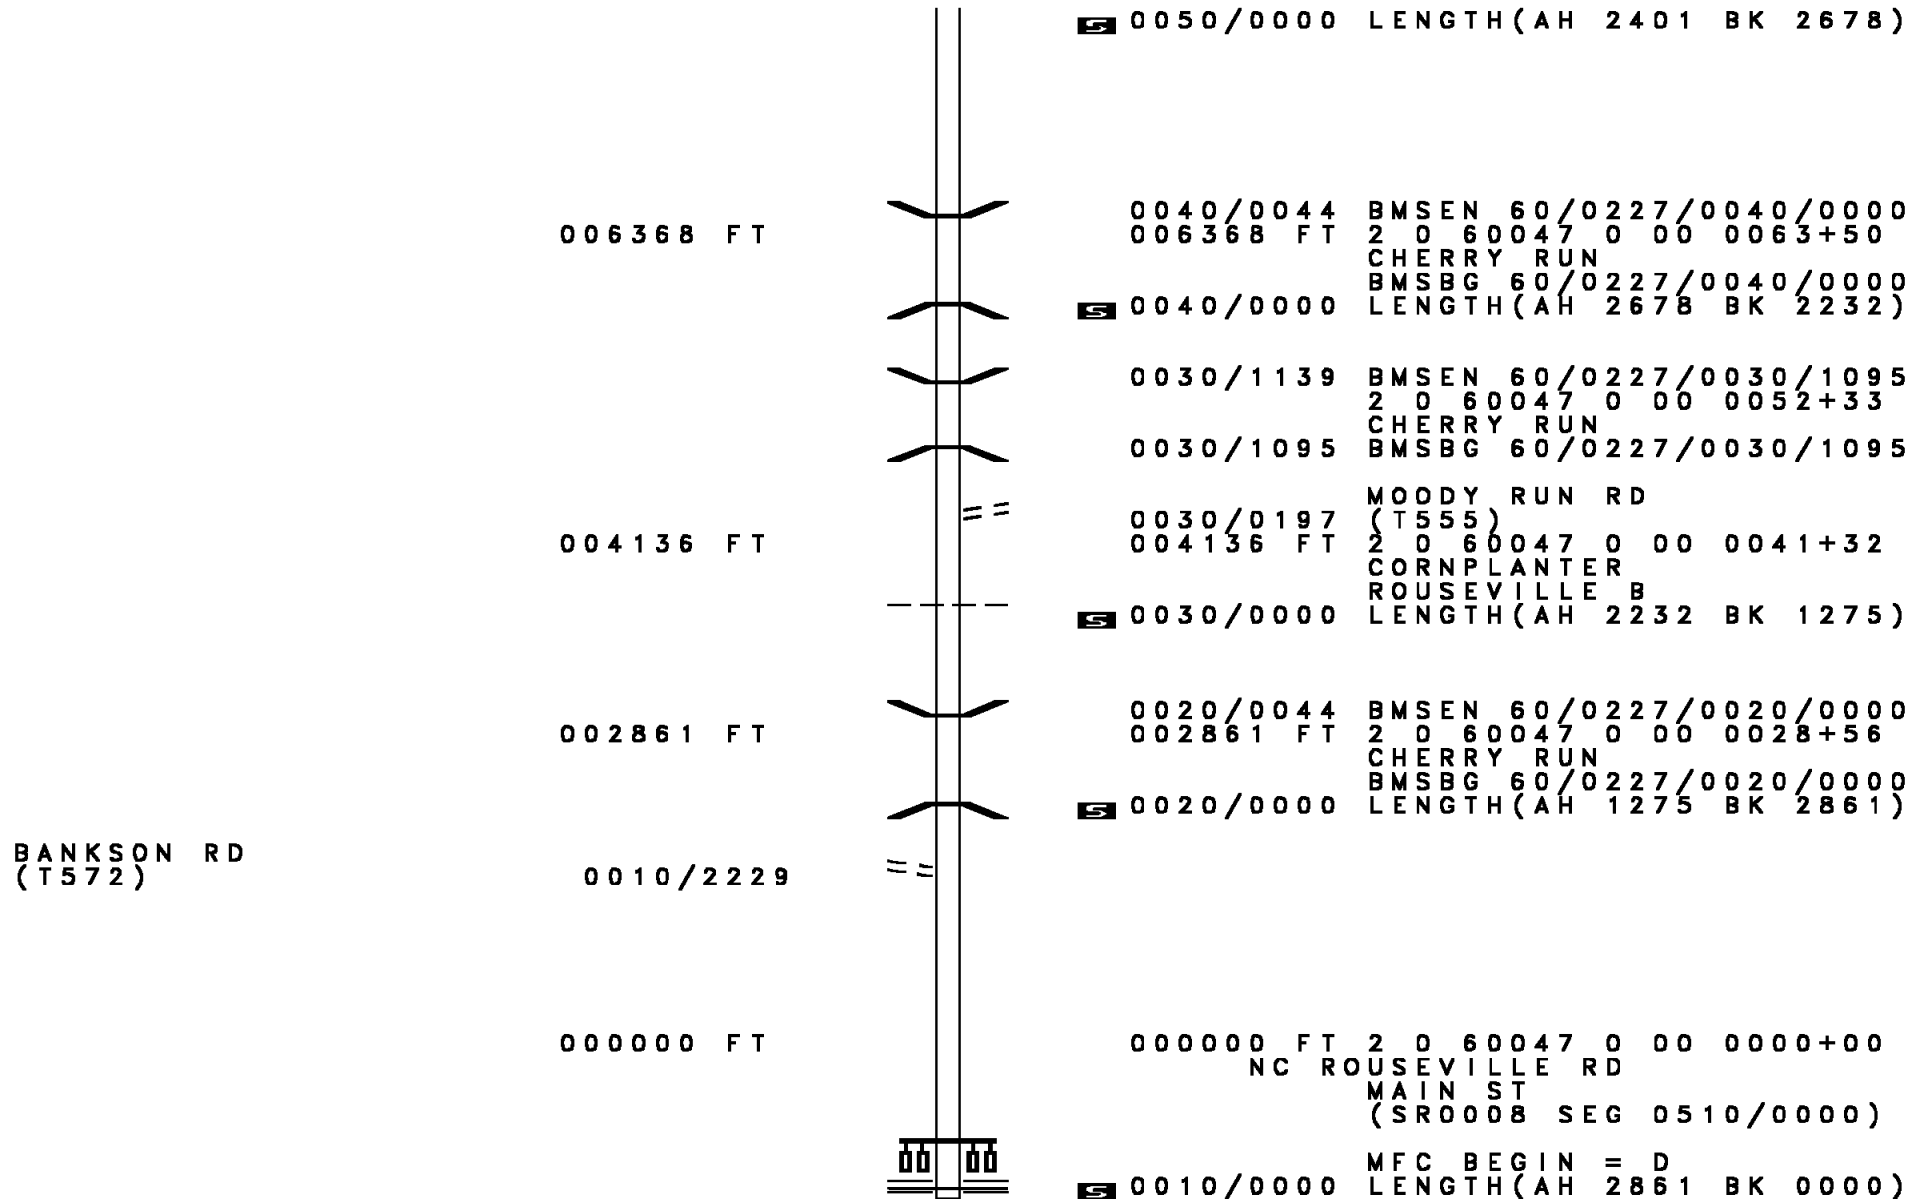 S 0050/0000 LENGTH(AH 2401 BK 2678)
0040/0044 BMSEN 60/0227/0040/0000
006368 FT 006368 FT 2 0 60047 0 00 0063+50
CHERRY RUN
BMSBG 60/0227/0040/0000
S 0040/0000 LENGTH(AH 2678 BK 2232)
0030/1139 BMSEN 60/0227/0030/1095
2 0 60047 0 00 0052+33
CHERRY RUN
0030/1095 BMSBG 60/0227/0030/1095
MOODY RUN RD
0030/0197 (T555)
004136 FT 004136 FT 2 0 60047 0 00 0041+32
CORNPLANTER
ROUSEVILLE B
S 0030/0000 LENGTH(AH 2232 BK 1275)
0020/0044 BMSEN 60/0227/0020/0000
002861 FT 002861 FT 2 0 60047 0 00 0028+56
CHERRY RUN
BMSBG 60/0227/0020/0000
S 0020/0000 LENGTH(AH 1275 BK 2861)
BANKSON RD
(T572) 0010/2229
000000 FT 000000 FT 2 0 60047 0 00 0000+00
NC ROUSEVILLE RD
MAIN ST
(SR0008 SEG 0510/0000)
MFC BEGIN = D
S 0010/0000 LENGTH(AH 2861 BK 0000)